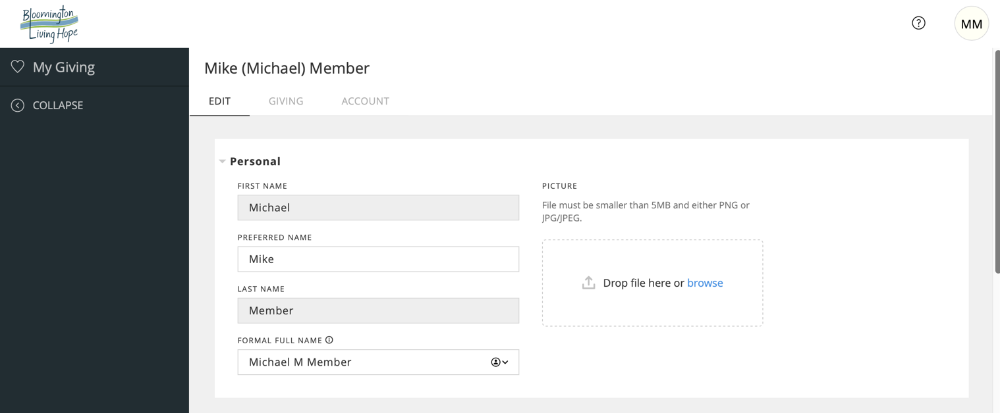 Bloomington
Living Hope
MM
My Giving
COLLAPSE
Mike (Michael) Member
EDIT
GIVING
ACCOUNT
Personal
FIRST NAME
Michael
PREFERRED NAME
Mike
LAST NAME
Member
FORMAL FULL NAME
Michael M Member
PICTURE
File must be smaller than 5MB and either PNG or
JPG/JPEG.
Drop file here or browse